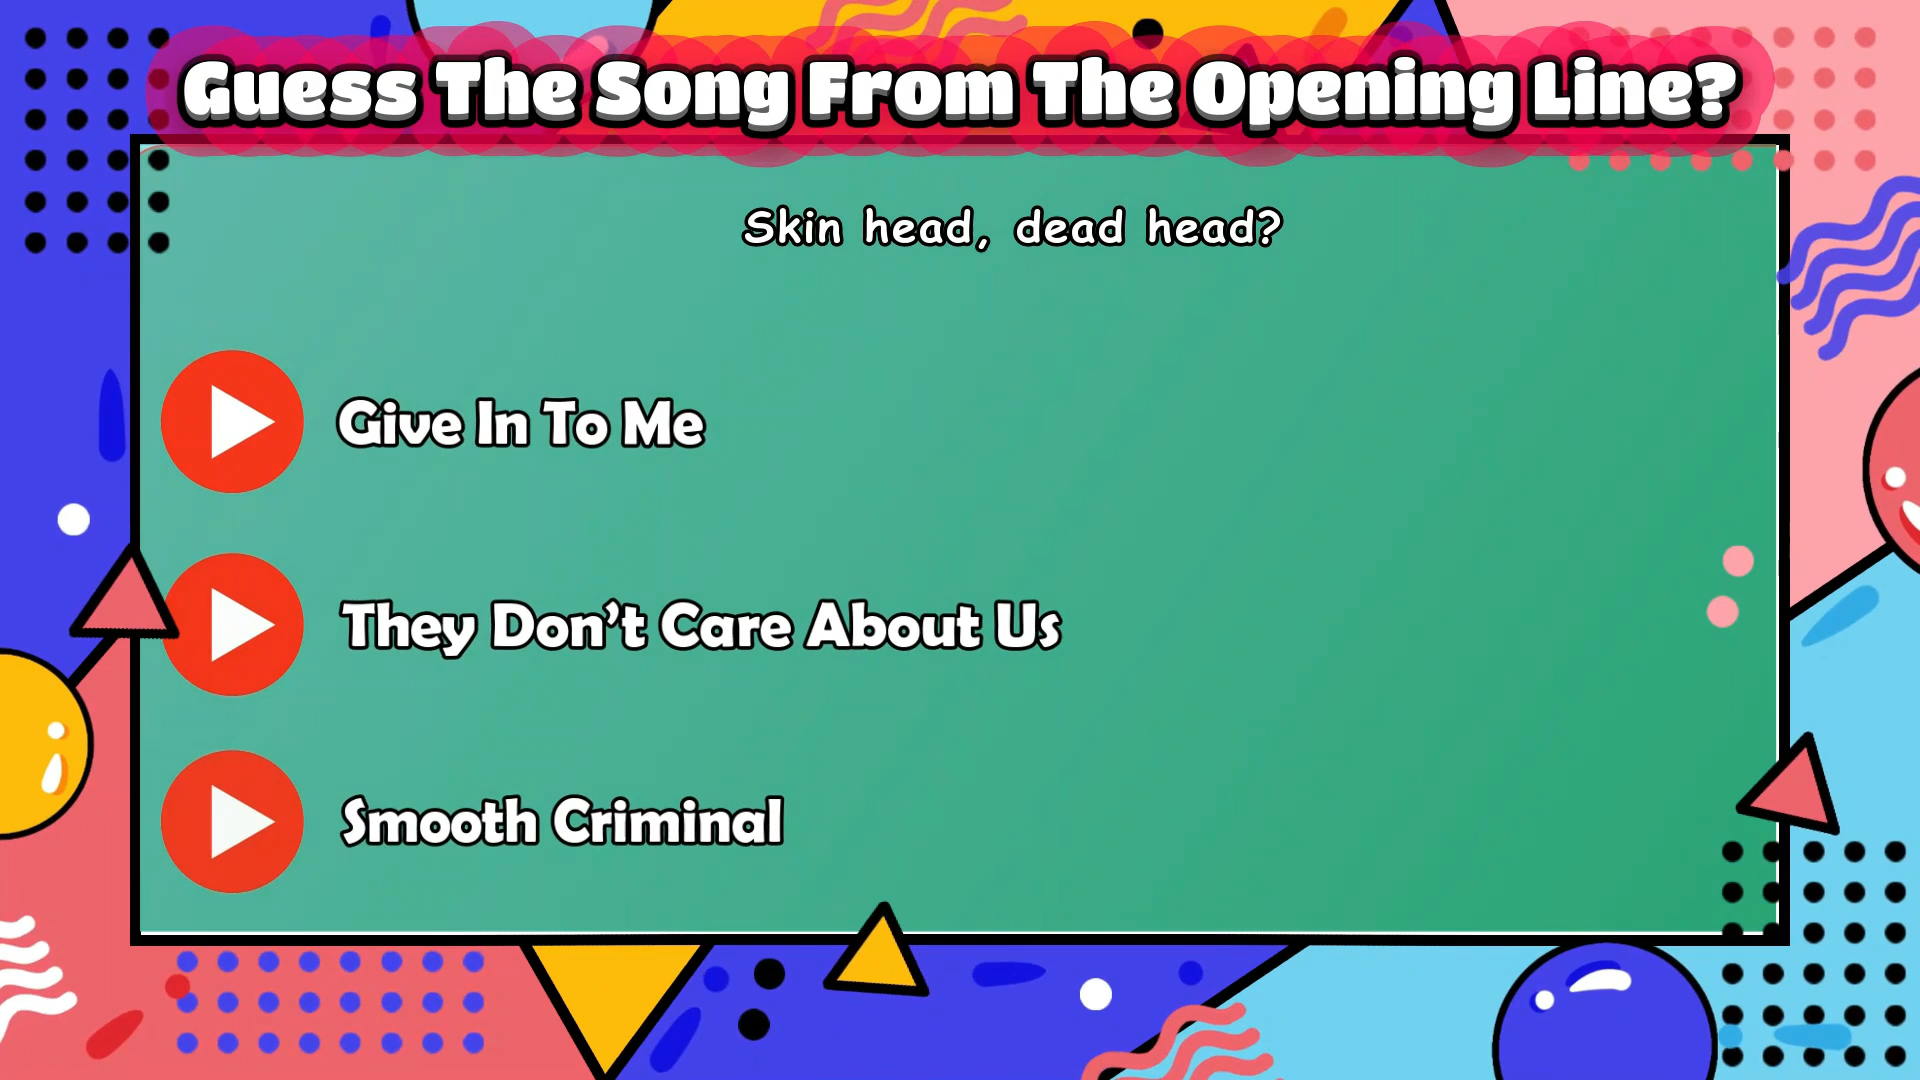 Guess The Song From The Opening Line?
Skin head, dead head?
Give In To Me
They Don't Care About Us
Smooth Criminal